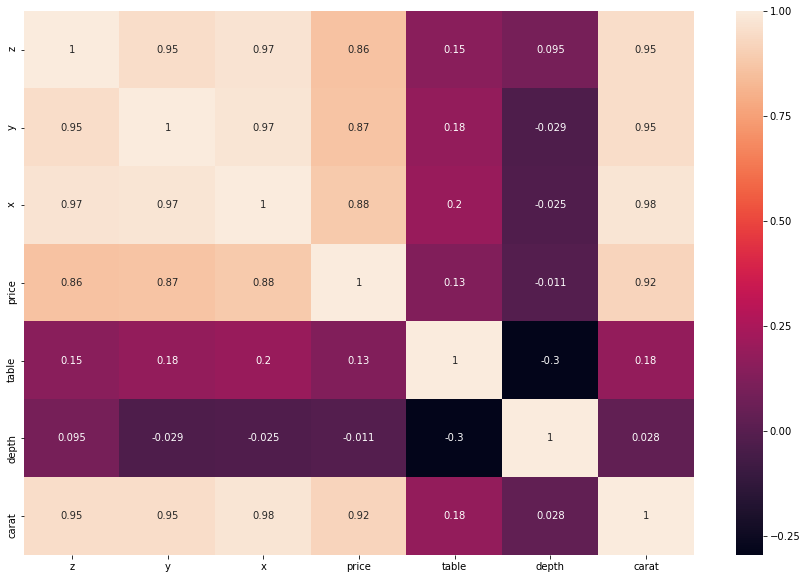 z 1 0.95 0.97 0.86 0.15 0.095 0.95
y 0.95 1 0.97 0.87 0.18 -0.029 0.95
x 0.97 0.97 1 0.88 0.2 -0.025 0.98
price 0.86 0.87 0.88 1 0.13 -0.011 0.92
table 0.15 0.18 0.2 0.13 1 -0.3 0.18
depth 0.095 -0.029 -0.025 -0.011 -0.3 1 0.028
carat 0.95 0.95 0.98 0.92 0.18 0.028 1
z y x price table depth carat
1.00
0.75
0.50
0.25
0.00
−0.25